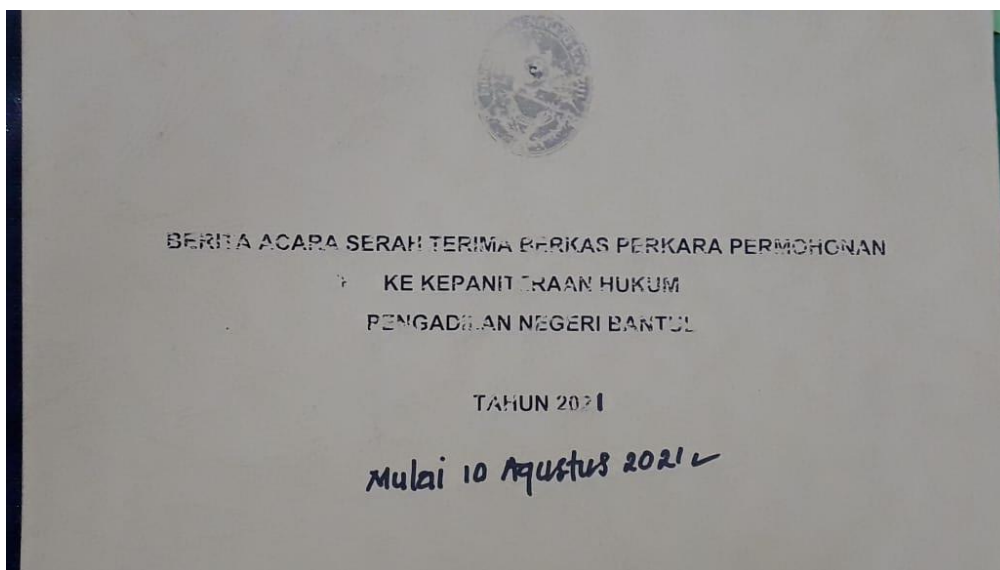 BERITA ACARA SERAH TERIMA BERKAS PERKARA PERMOHONAN
KE KEPANITERAAN HUKUM
PENGADILAN NEGERI BANTUL
TAHUN 2021
Mulai 10 Agustus 2021